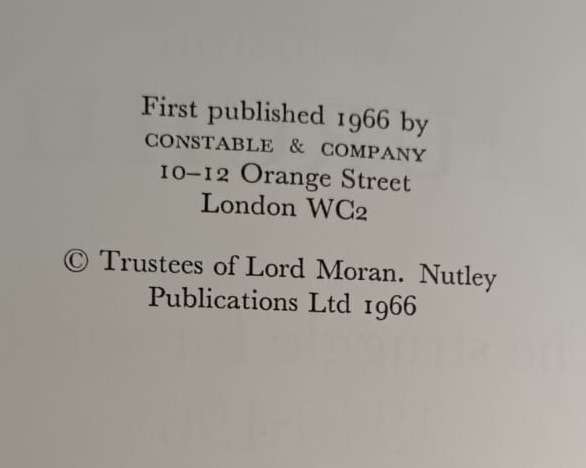 First published 1966 by
CONSTABLE & COMPANY
10–12 Orange Street
London WC2
© Trustees of Lord Moran. Nutley
Publications Ltd 1966